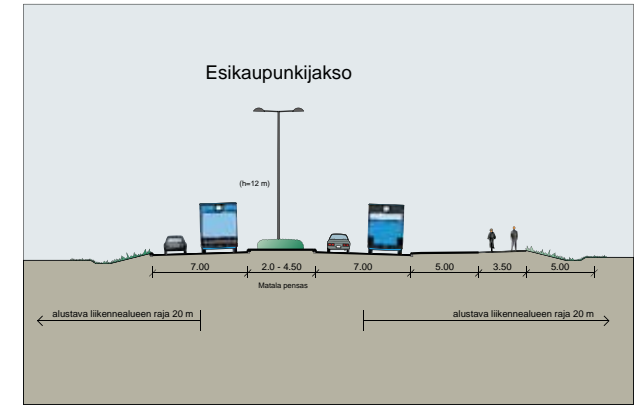 Esikaupunkijakso
(h=12 m)
7.00 2.0 - 4.50 7.00 5.00 3.50 5.00
Matala pensas
alustava liikennealueen raja 20 m alustava liikennealueen raja 20 m